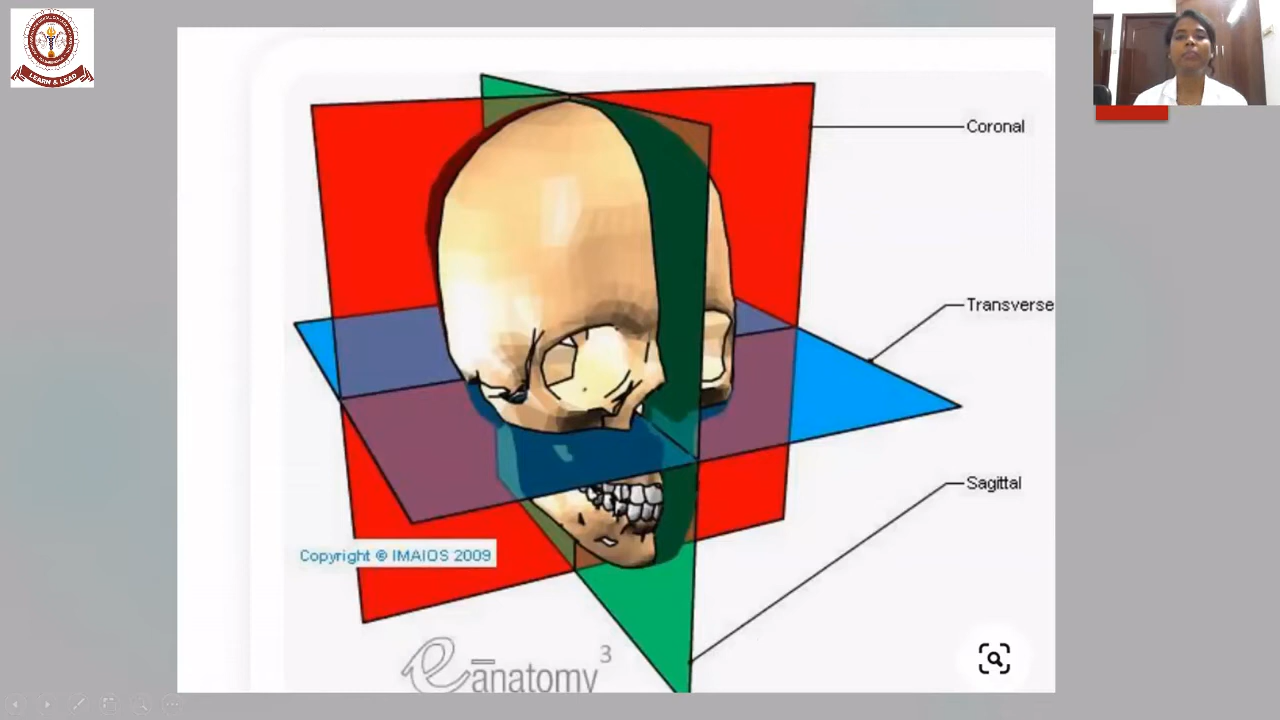 LEARN & LEAD
Coronal
Transverse
Sagittal
Copyright © IMAIOS 2009
e-anatomy 3